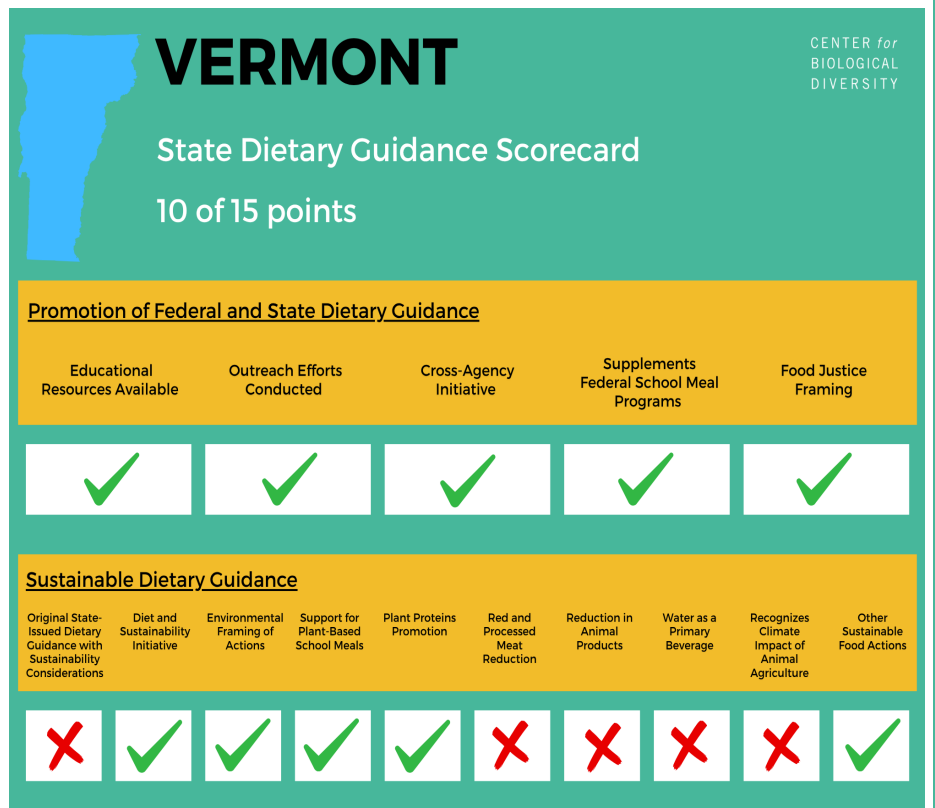 VERMONT
CENTER for
BIOLOGICAL
DIVERSITY
State Dietary Guidance Scorecard
10 of 15 points
Promotion of Federal and State Dietary Guidance
Educational
Resources Available
Outreach Efforts
Conducted
Cross-Agency
Initiative
Supplements
Federal School Meal
Programs
Food Justice
Framing
Sustainable Dietary Guidance
Original State-
Issued Dietary
Guidance with
Sustainability
Considerations
Diet and
Sustainability
Initiative
Environmental
Framing of
Actions
Support for
Plant-Based
School Meals
Plant Proteins
Promotion
Red and
Processed
Meat
Reduction
Reduction in
Animal
Products
Water as a
Primary
Beverage
Recognizes
Climate
Impact of
Animal
Agriculture
Other
Sustainable
Food Actions